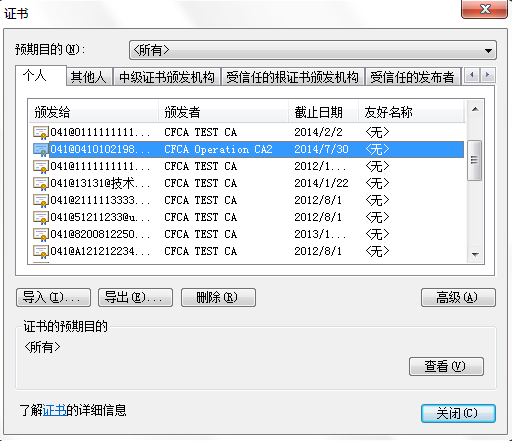 证书
预期目的(N):
<所有>
个人 其他人 中级证书颁发机构 受信任的根证书颁发机构 受信任的发布者
颁发给 颁发者 截止日期 友好名称
041@0111111111... CFCA TEST CA 2014/2/2 <无>
041@0410102198... CFCA Operation CA2 2014/7/30 <无>
041@1111111111... CFCA TEST CA 2012/1... <无>
041@13131@技术... CFCA TEST CA 2014/1/22 <无>
041@2111113333... CFCA TEST CA 2012/8/1 <无>
041@51211233@u... CFCA TEST CA 2012/8/1 <无>
041@8200812250... CFCA TEST CA 2013/1... <无>
041@A121212234... CFCA TEST CA 2012/8/1 <无>
导入(I)... 导出(E)... 删除(R) 高级(A)
证书的预期目的
<所有>
查看(V)
了解证书的详细信息
关闭(C)